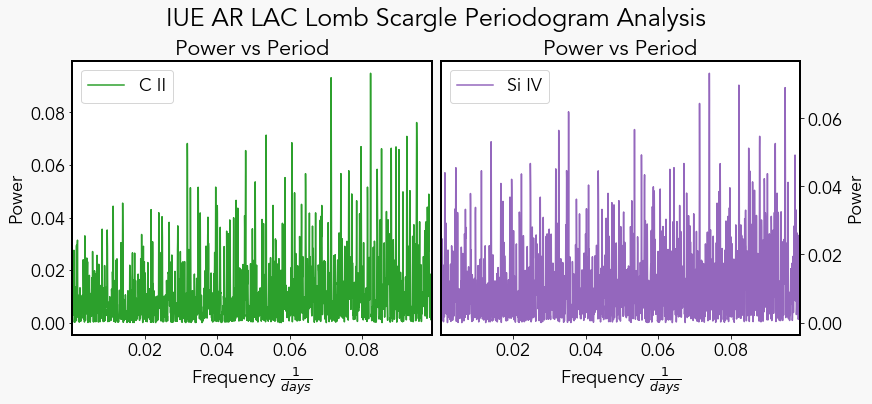 IUE AR LAC Lomb Scargle Periodogram Analysis
Power vs Period
Power vs Period
C II
Si IV
0.08
0.06
0.04
0.02
0.00
Power
0.06
0.04
0.02
0.00
Power
0.02 0.04 0.06 0.08
0.02 0.04 0.06 0.08
Frequency 1/days
Frequency 1/days